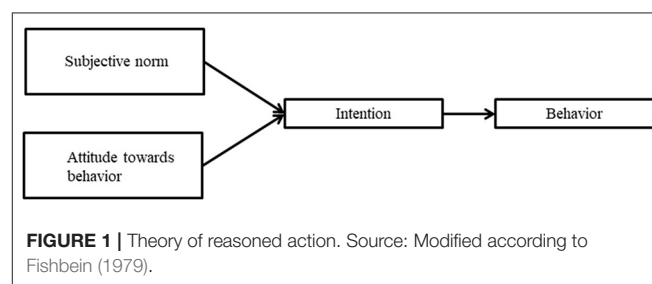 Subjective norm
Attitude towards
behavior
Intention
Behavior
FIGURE 1 | Theory of reasoned action. Source: Modified according to
Fishbein (1979).